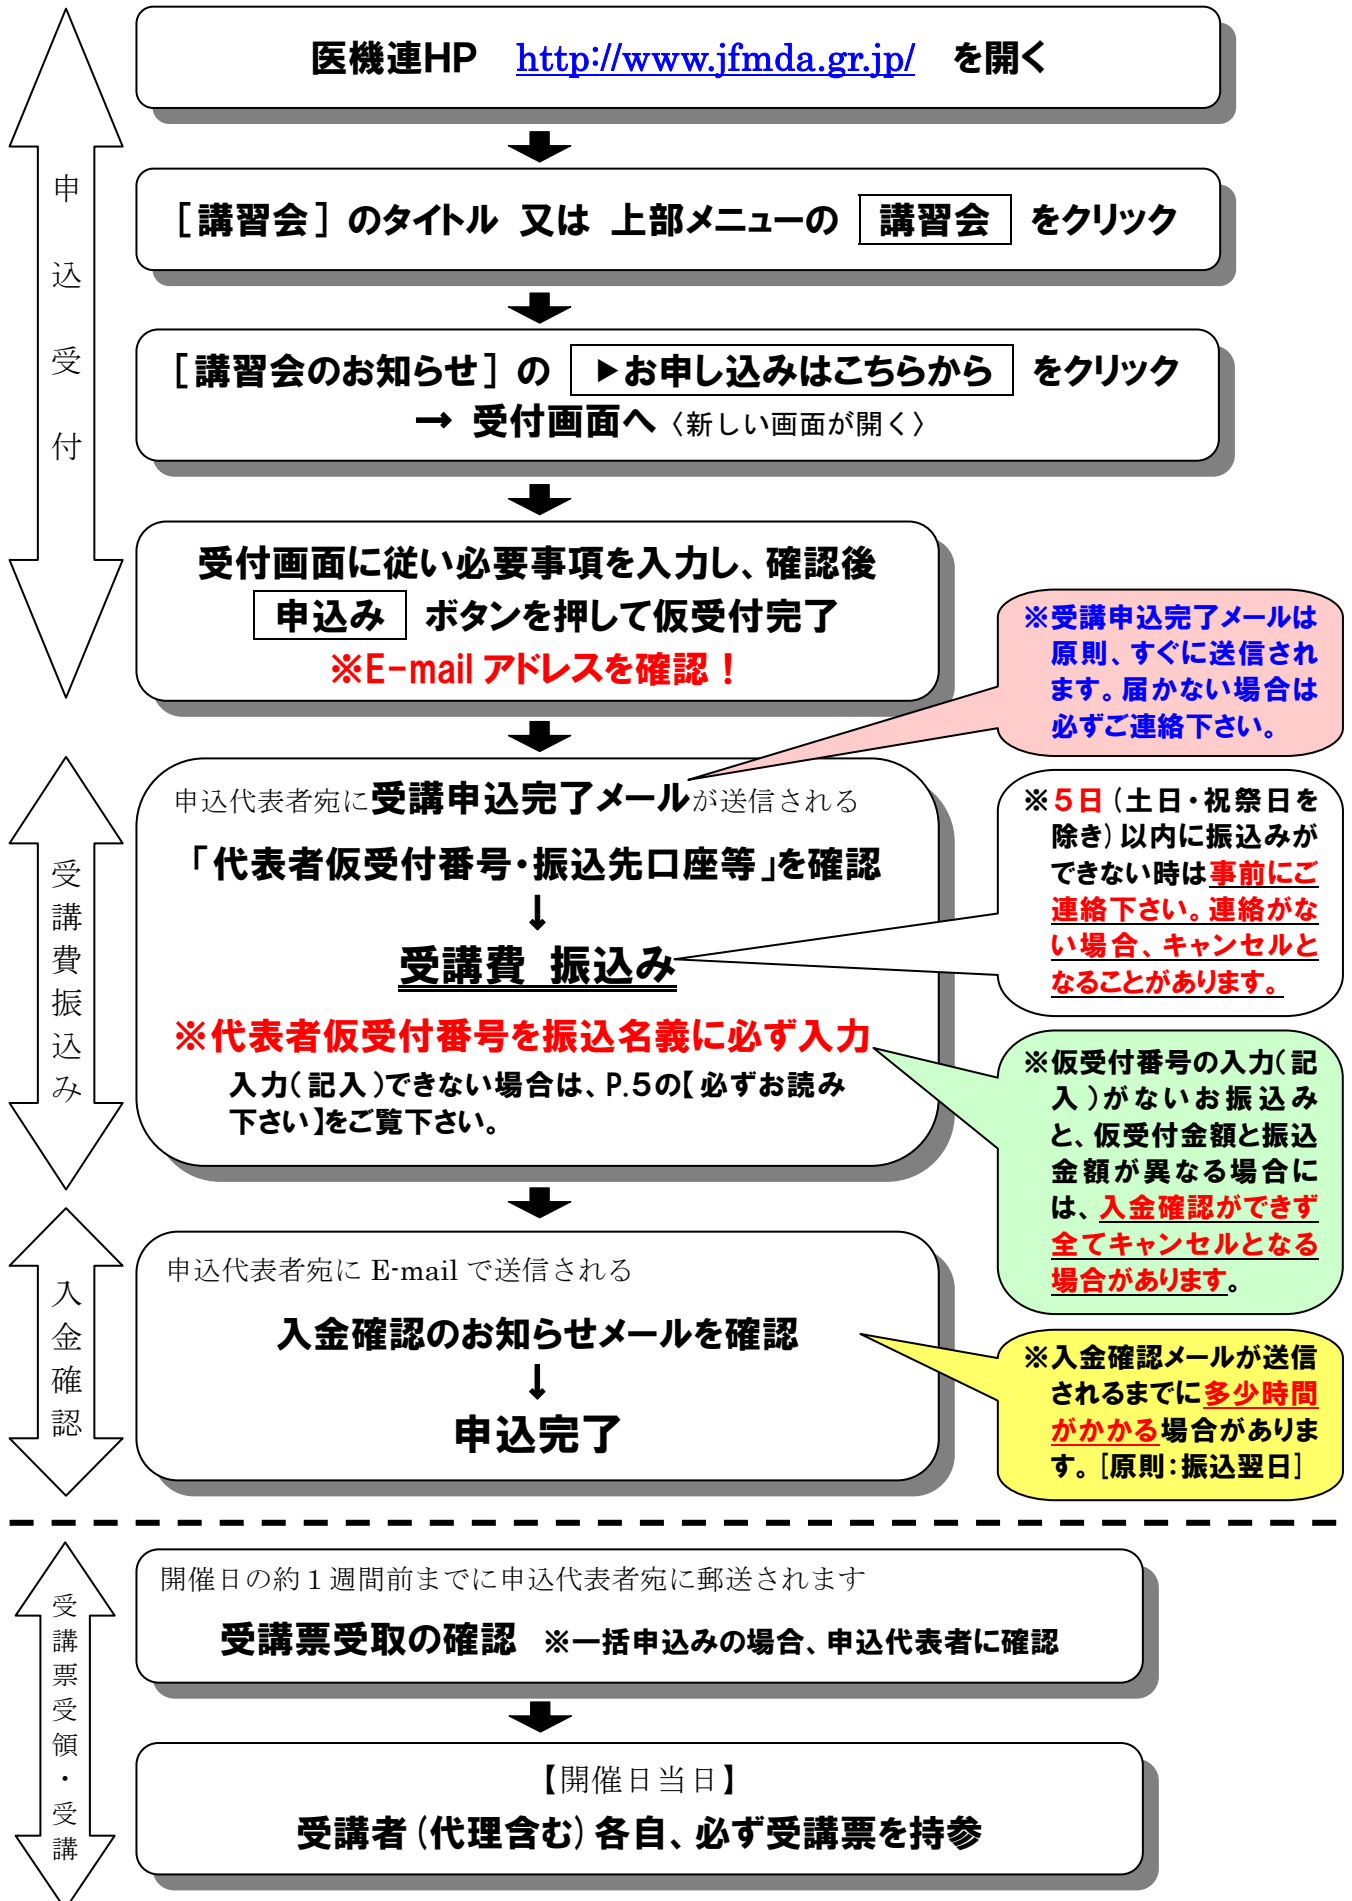 医機連HP　http://www.jfmda.gr.jp/　を開く
［講習会］のタイトル 又は 上部メニューの 講習会 をクリック
［講習会のお知らせ］の ▶お申し込みはこちらから をクリック
→ 受付画面へ〈新しい画面が開く〉
受付画面に従い必要事項を入力し、確認後
申込み ボタンを押して仮受付完了
※E-mail アドレスを確認！
申込受付
※受講申込完了メールは
原則、すぐに送信され
ます。届かない場合は
必ずご連絡下さい。
申込代表者宛に受講申込完了メールが送信される
「代表者仮受付番号・振込先口座等」を確認
↓
受講費 振込み
※代表者仮受付番号を振込名義に必ず入力
入力（記入）できない場合は、P.5の【必ずお読み
下さい】をご覧下さい。
受講費振込み
※5日（土日・祝祭日を
除き）以内に振込みが
できない時は事前にご
連絡下さい。連絡がな
い場合、キャンセルと
なることがあります。
※仮受付番号の入力（記
入）がないお振込み
と、仮受付金額と振込
金額が異なる場合に
は、入金確認ができず
全てキャンセルとなる
場合があります。
申込代表者宛に E-mail で送信される
入金確認のお知らせメールを確認
↓
申込完了
入金確認
※入金確認メールが送信
されるまでに多少時間
がかかる場合がありま
す。［原則：振込翌日］
開催日の約１週間前までに申込代表者宛に郵送されます
受講票受取の確認 ※一括申込みの場合、申込代表者に確認
【開催日当日】
受講者（代理含む）各自、必ず受講票を持参
受講票受領・受講